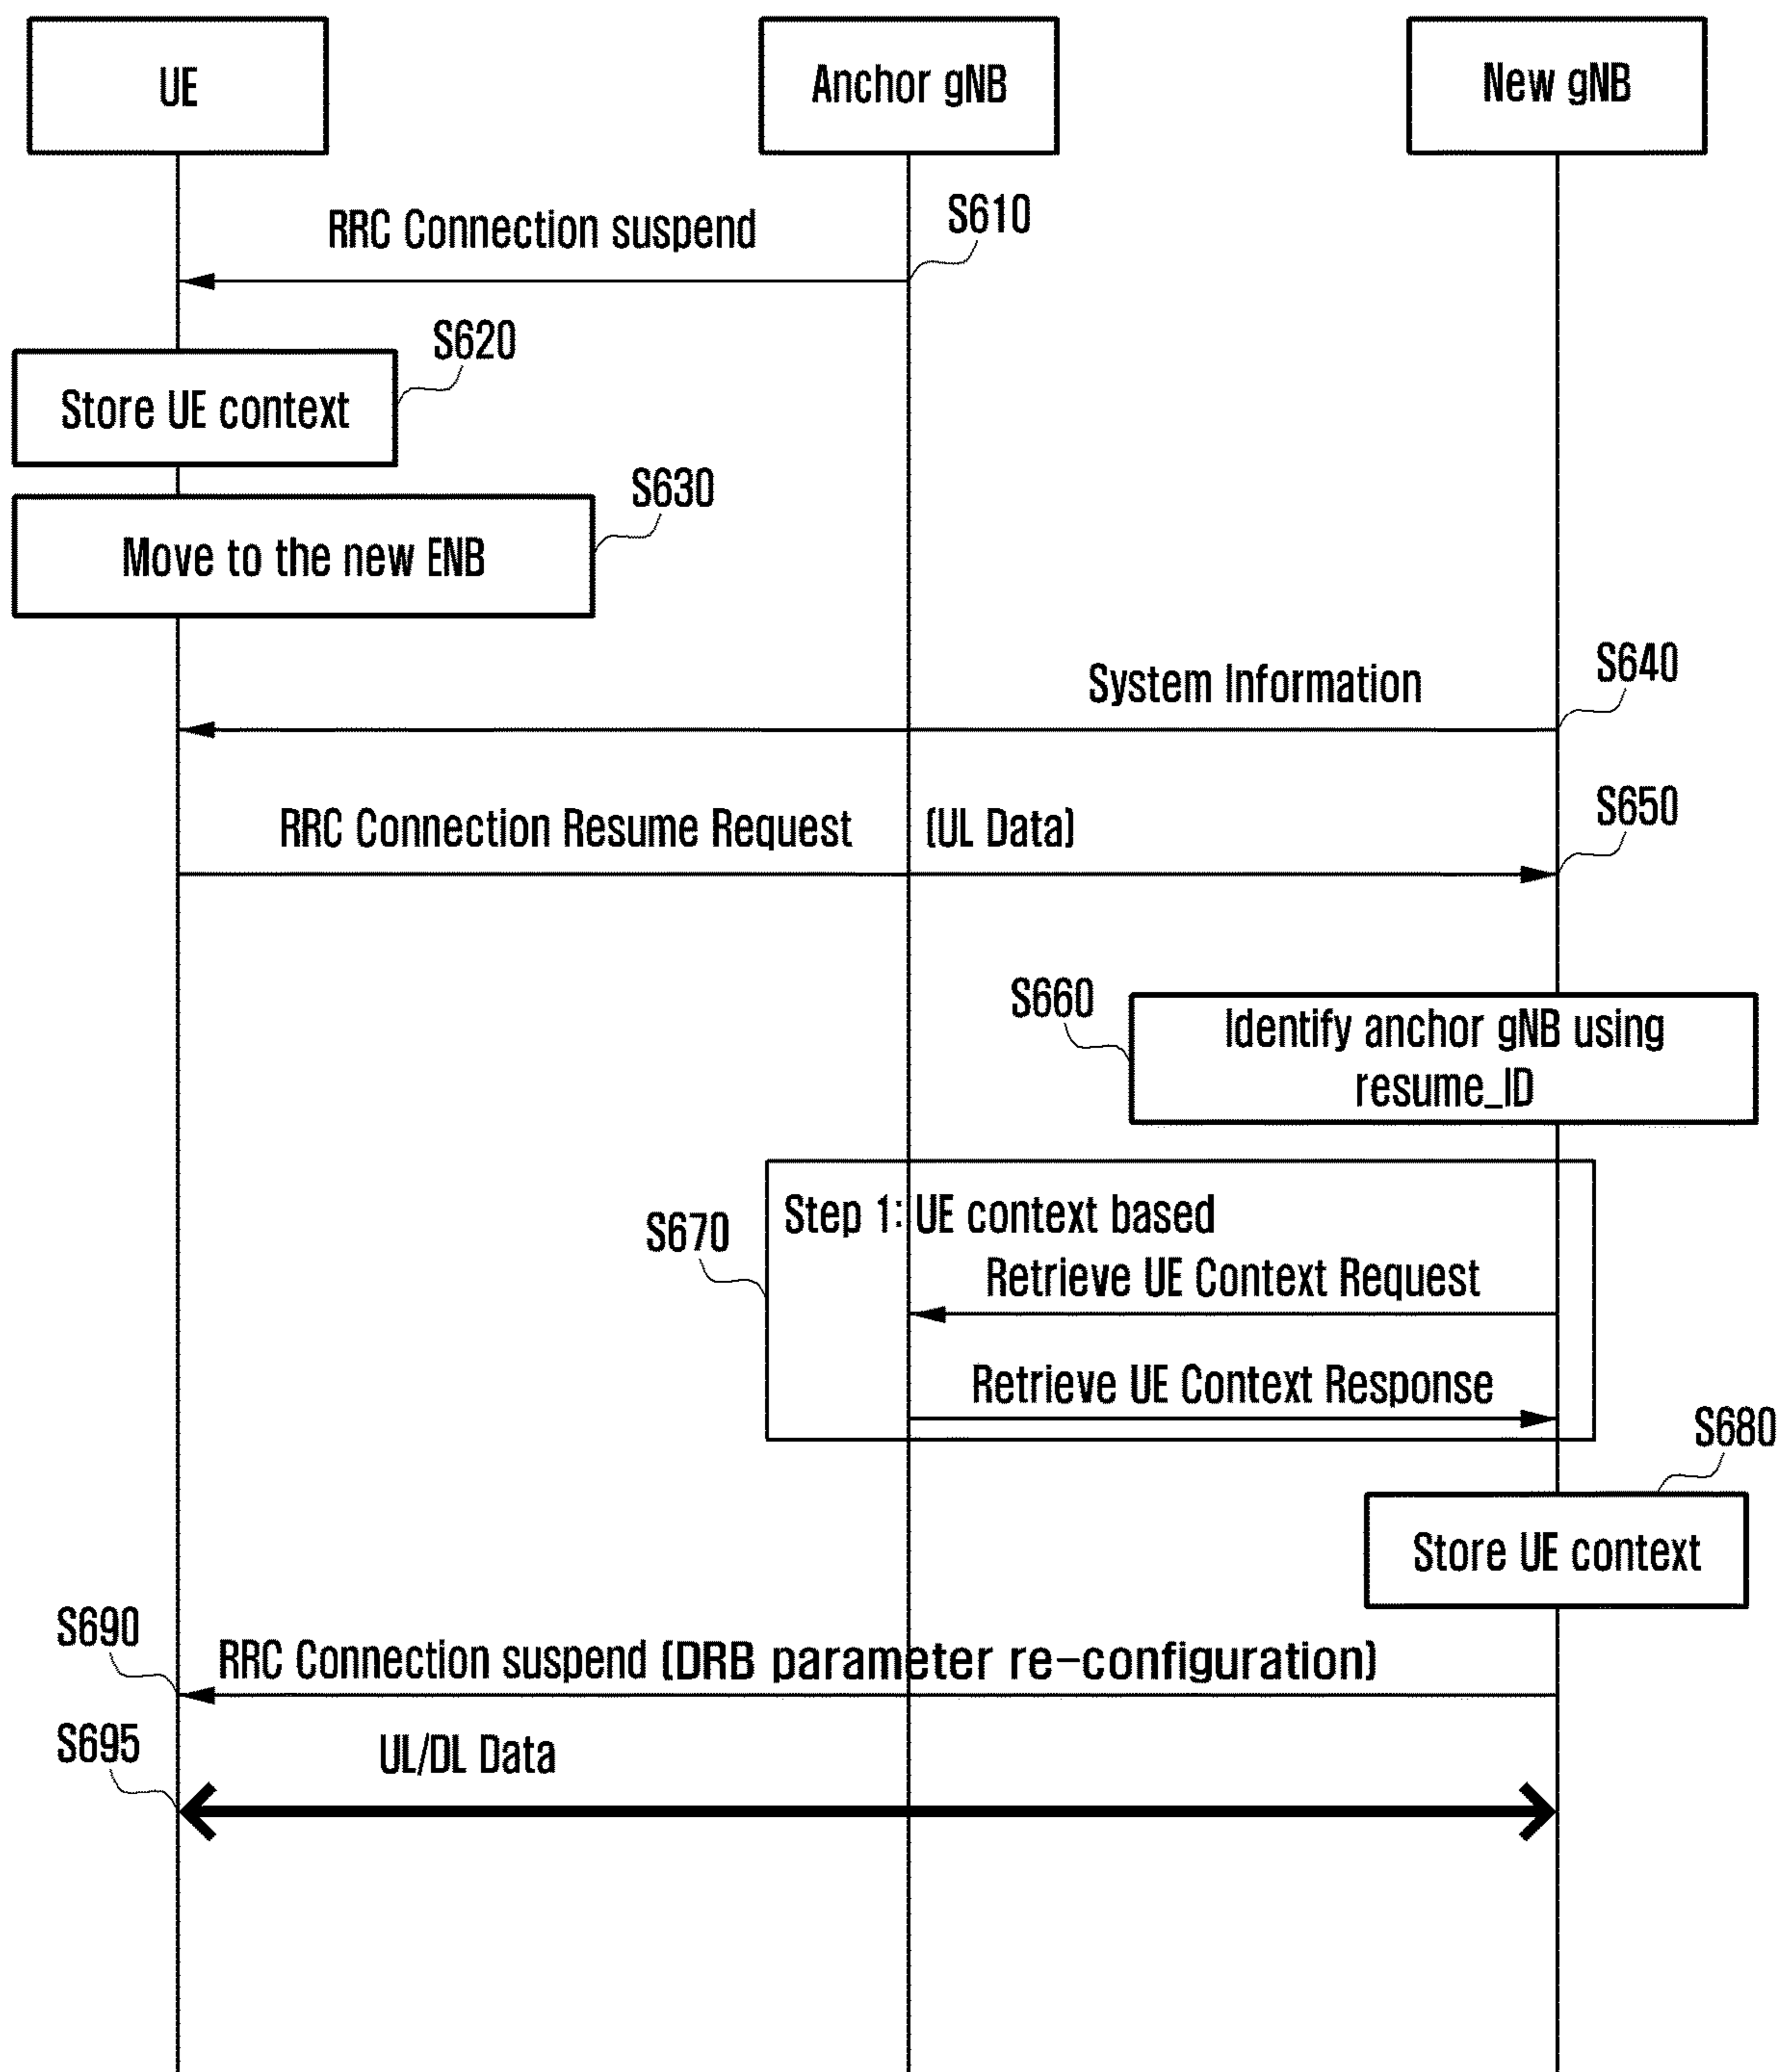 UE
Anchor gNB
New gNB
RRC Connection suspend
S610
S620
Store UE context
S630
Move to the new ENB
System Information
S640
RRC Connection Resume Request (UL Data)
S650
S660
Identify anchor gNB using
resume_ID
S670
Step 1: UE context based
Retrieve UE Context Request
Retrieve UE Context Response
S680
Store UE context
S690
RRC Connection suspend (DRB parameter re-configuration)
S695
UL/DL Data